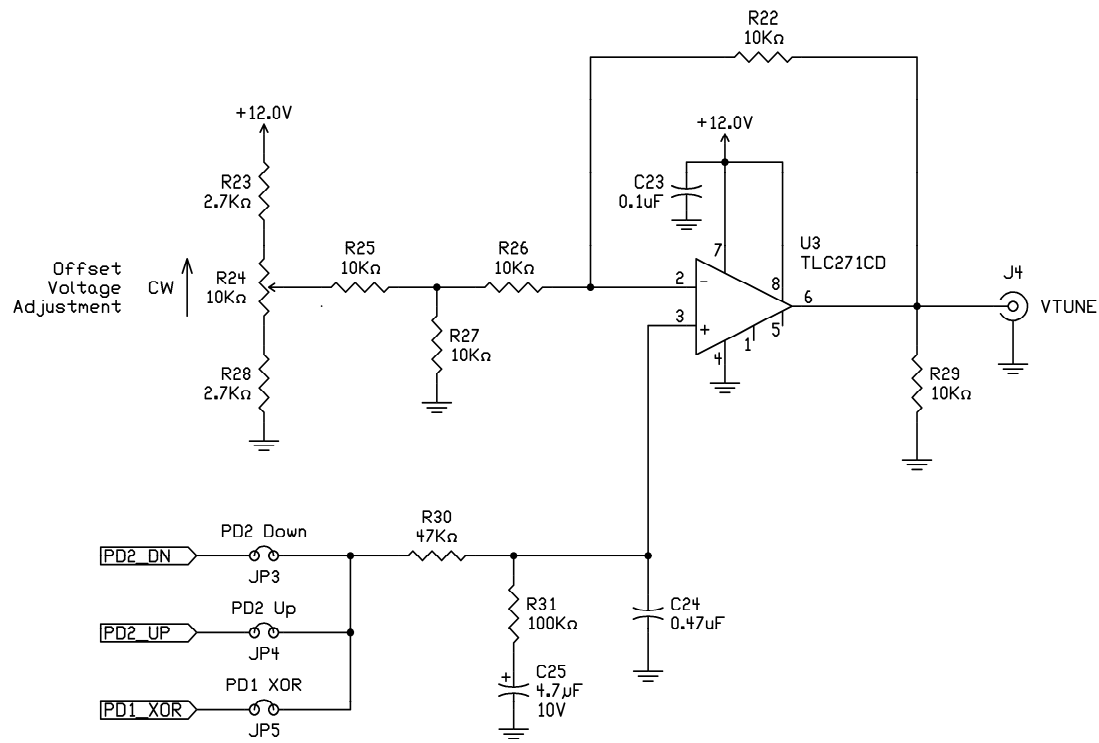 R22
10KΩ
+12.0V
+12.0V
R23
2.7KΩ
C23
0.1uF
U3
TLC271CD
Offset
Voltage
Adjustment
CW
R24
10KΩ
R25
10KΩ
R26
10KΩ
7
2
-
8
6
J4
VTUNE
3
+
5
1
4
R27
10KΩ
R28
2.7KΩ
R29
10KΩ
PD2_DN
PD2 Down
JP3
R30
47KΩ
PD2_UP
PD2 Up
JP4
R31
100KΩ
C24
0.47uF
PD1_XOR
PD1 XOR
JP5
+
C25
4.7µF
10V